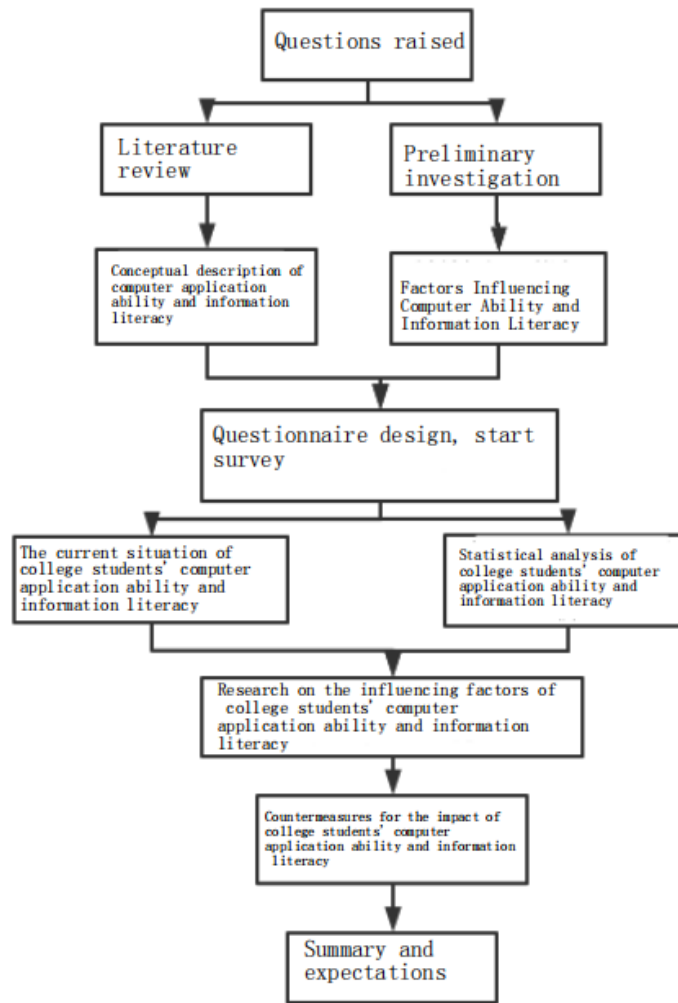 Questions raised
Literature
review
Preliminary
investigation
Conceptual description of
computer application
ability and information
literacy
Factors Influencing
Computer Ability and
Information Literacy
Questionnaire design, start
survey
The current situation of
college students' computer
application ability and
information literacy
Statistical analysis of
college students' computer
application ability and
information literacy
Research on the influencing factors of
college students' computer
application ability and information
literacy
Countermeasures for the impact of
college students' computer
application ability and information
literacy
Summary and
expectations